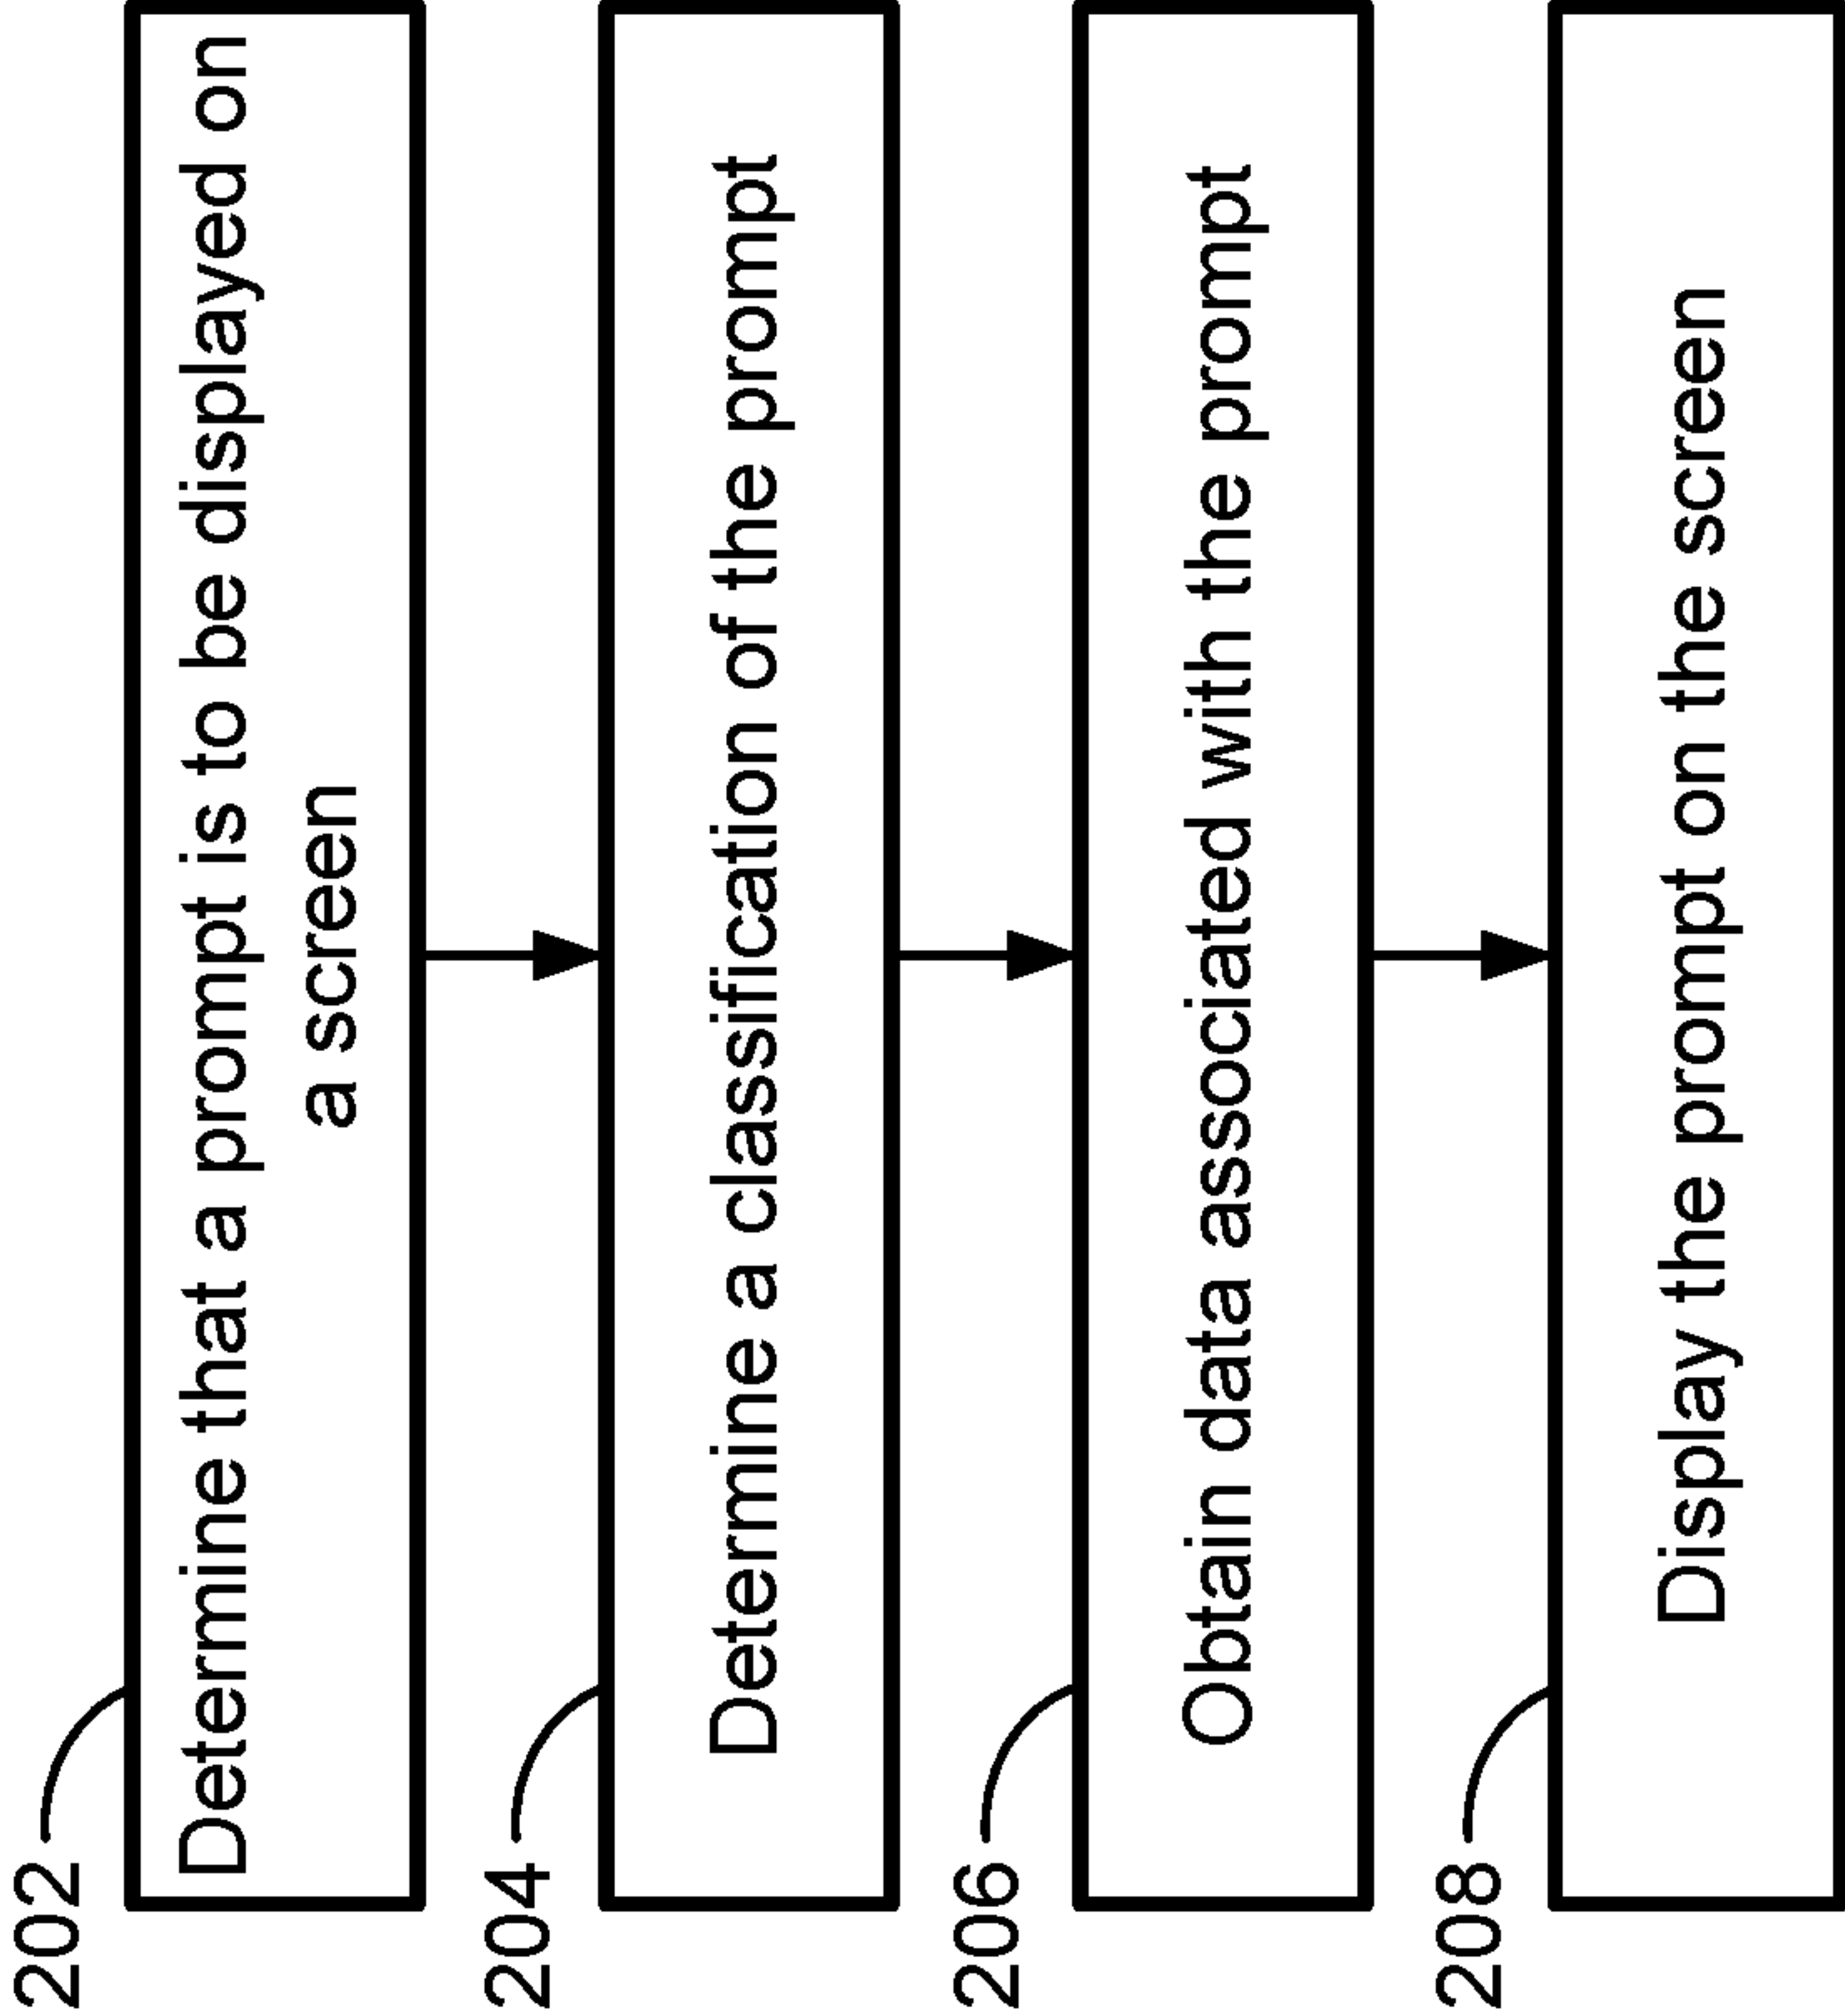 202
Determine that a prompt is to be displayed on
a screen
204
Determine a classification of the prompt
206
Obtain data associated with the prompt
208
Display the prompt on the screen